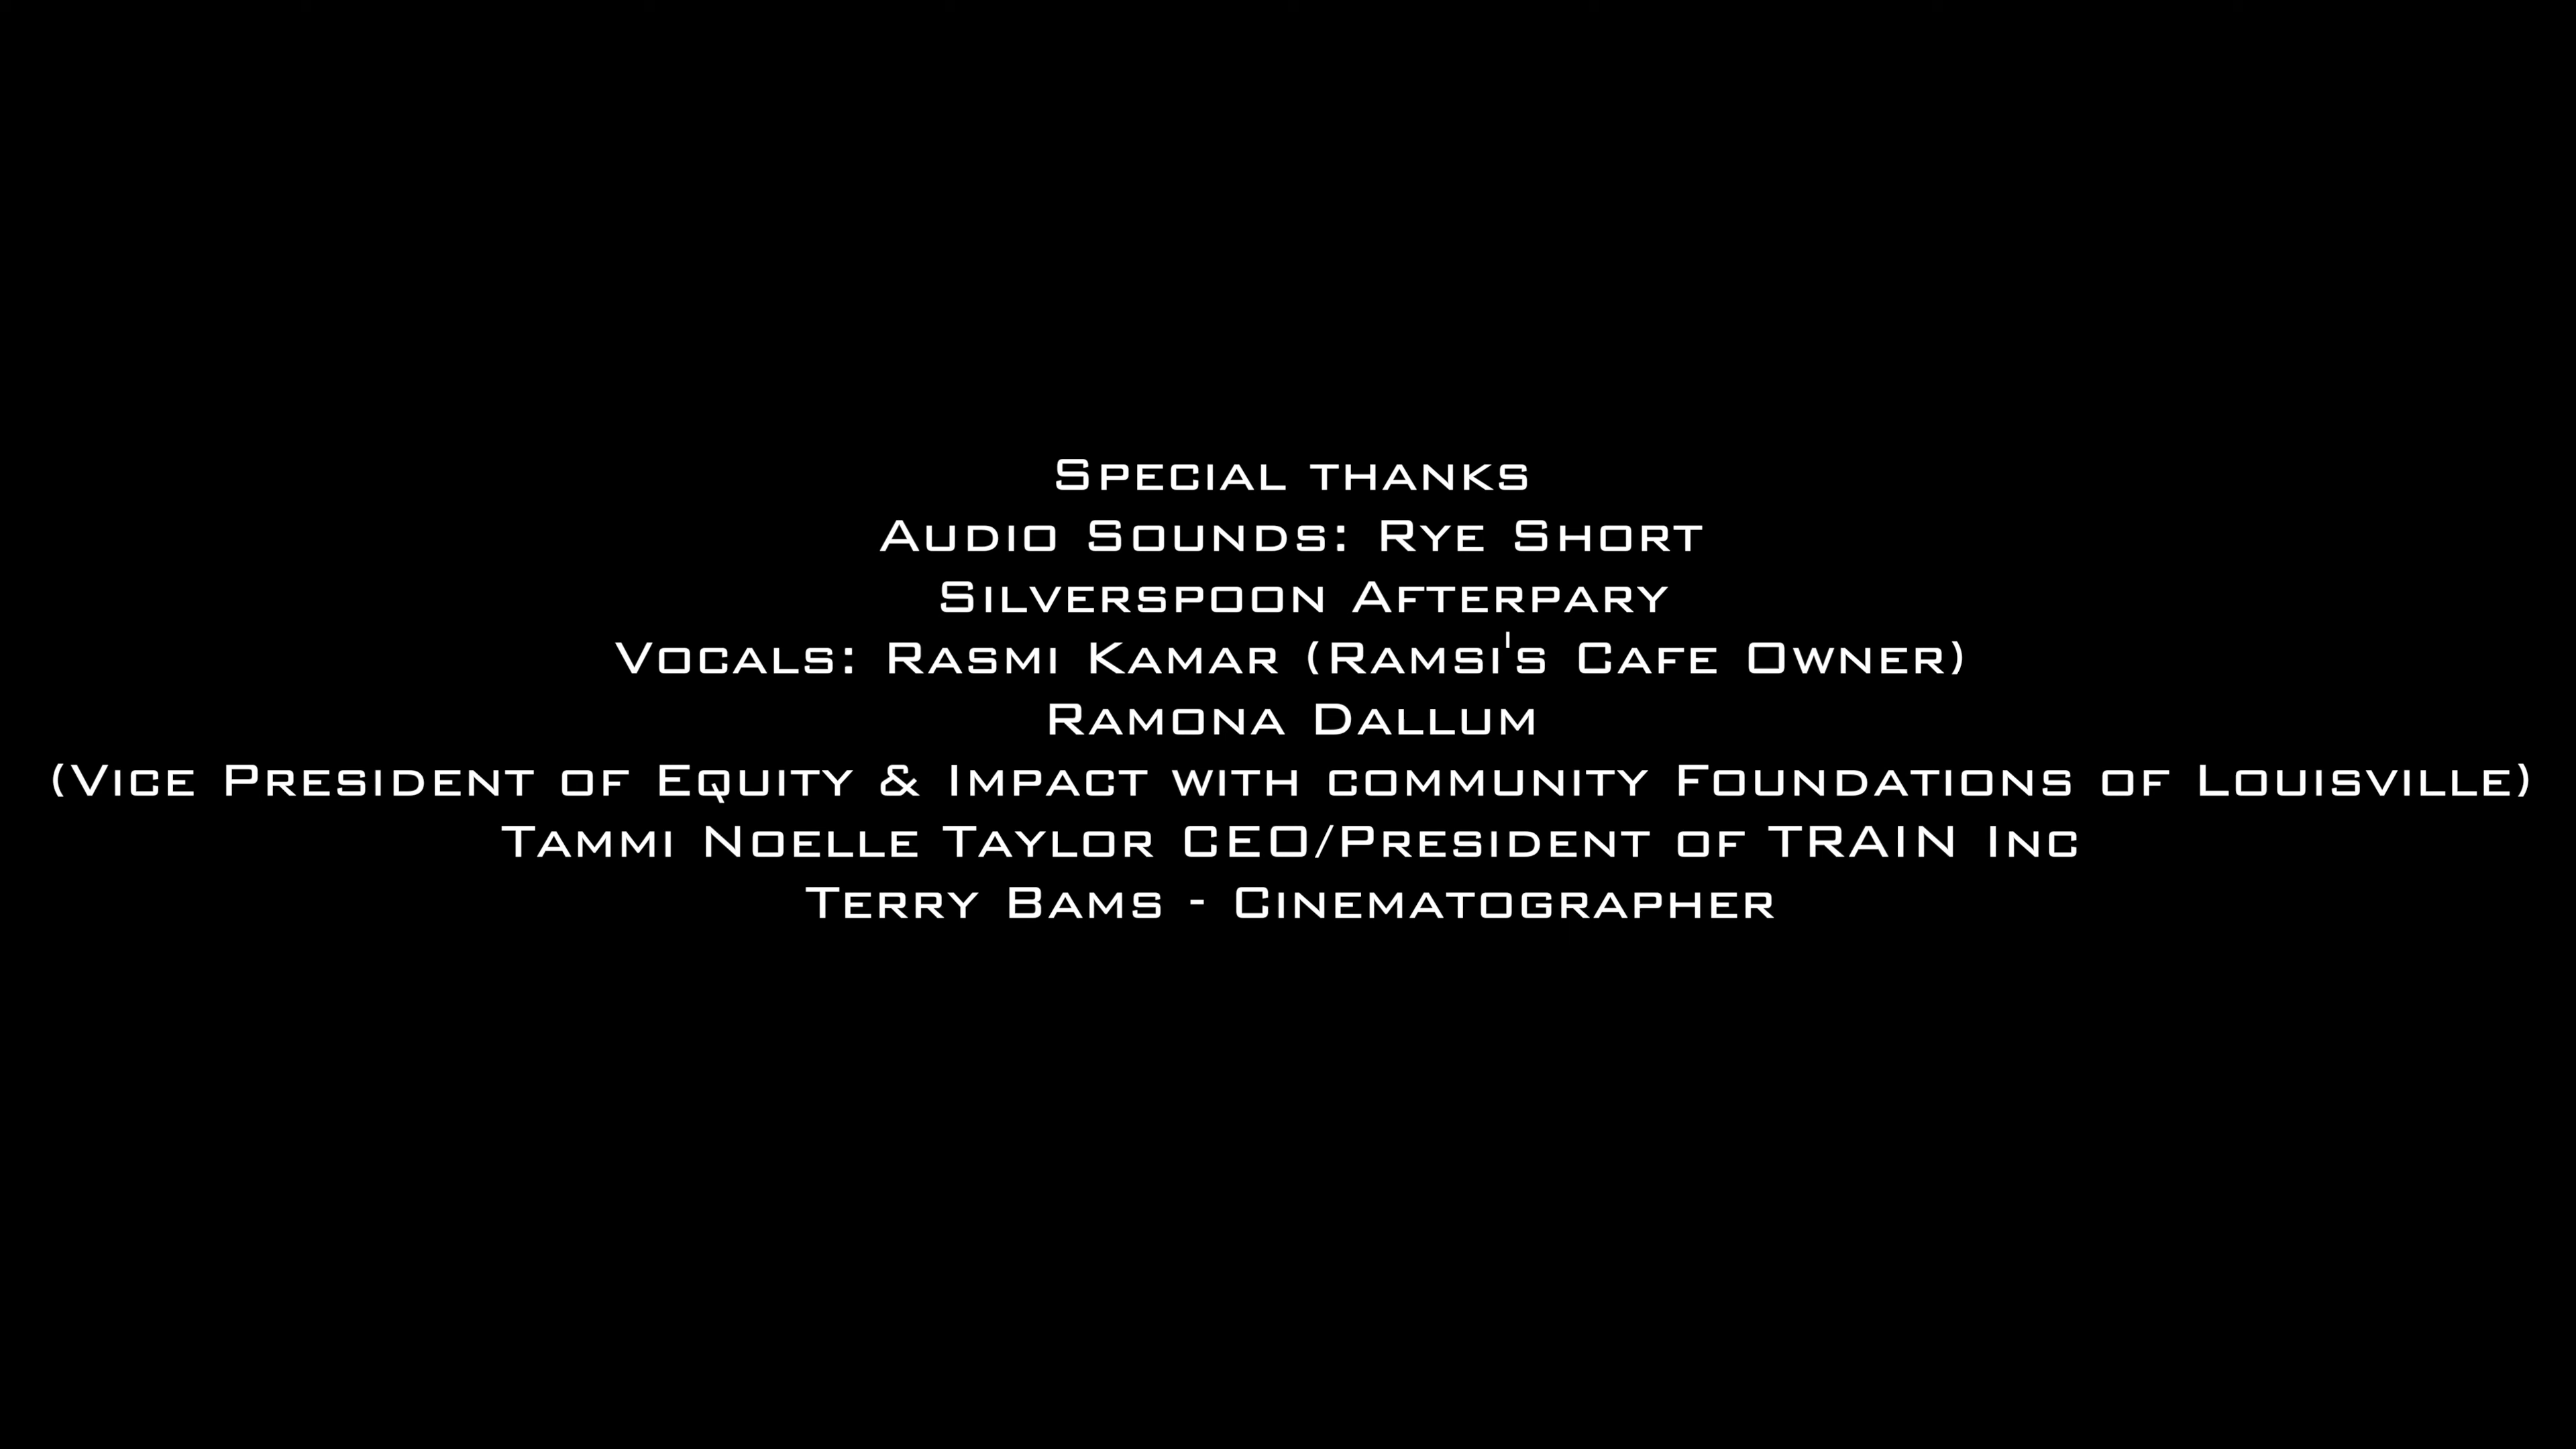 Special thanks
Audio Sounds: Rye Short
Silverspoon Afterpary
Vocals: Rasmi Kamar (Ramsi's Cafe Owner)
Ramona Dallum
(Vice President of Equity & Impact with community Foundations of Louisville)
Tammi Noelle Taylor CEO/President of TRAIN Inc
Terry Bams - Cinematographer